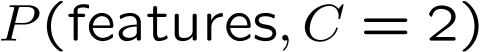 P(features, C = 2)